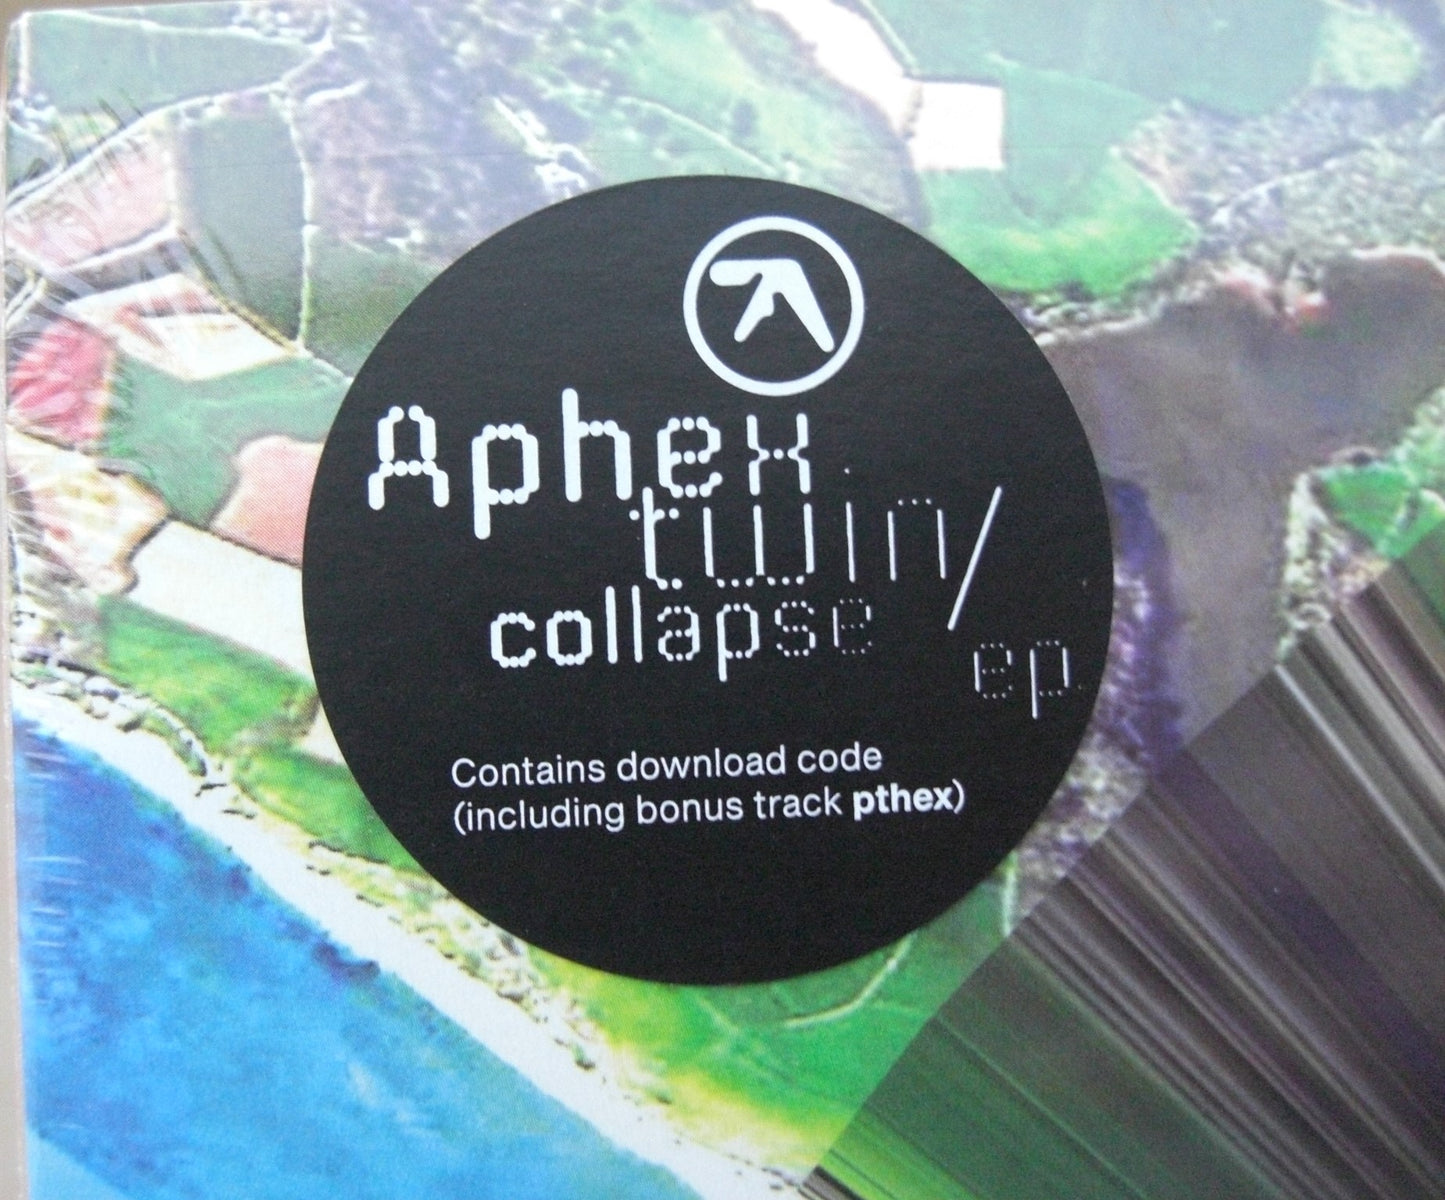 Aphex
twin/
collapse
ep
Contains download code
(including bonus track pthex)